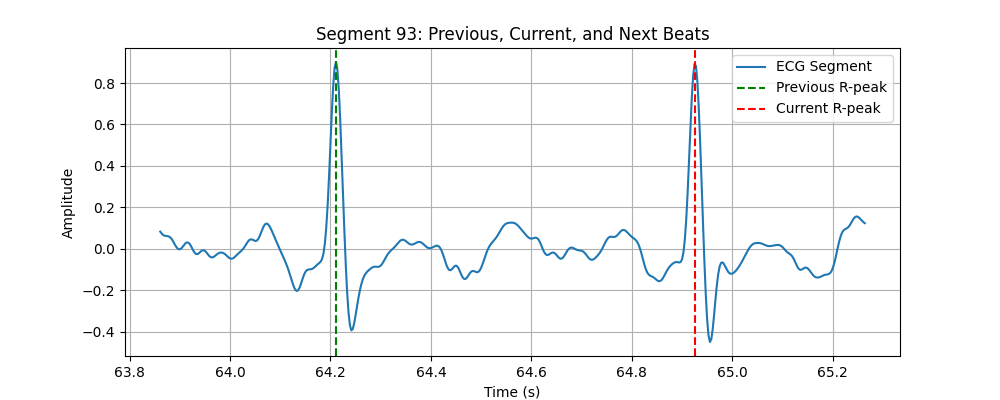 Segment 93: Previous, Current, and Next Beats
ECG Segment
Previous R-peak
Current R-peak
Amplitude
0.8
0.6
0.4
0.2
0.0
−0.2
−0.4
63.8 64.0 64.2 64.4 64.6 64.8 65.0 65.2
Time (s)